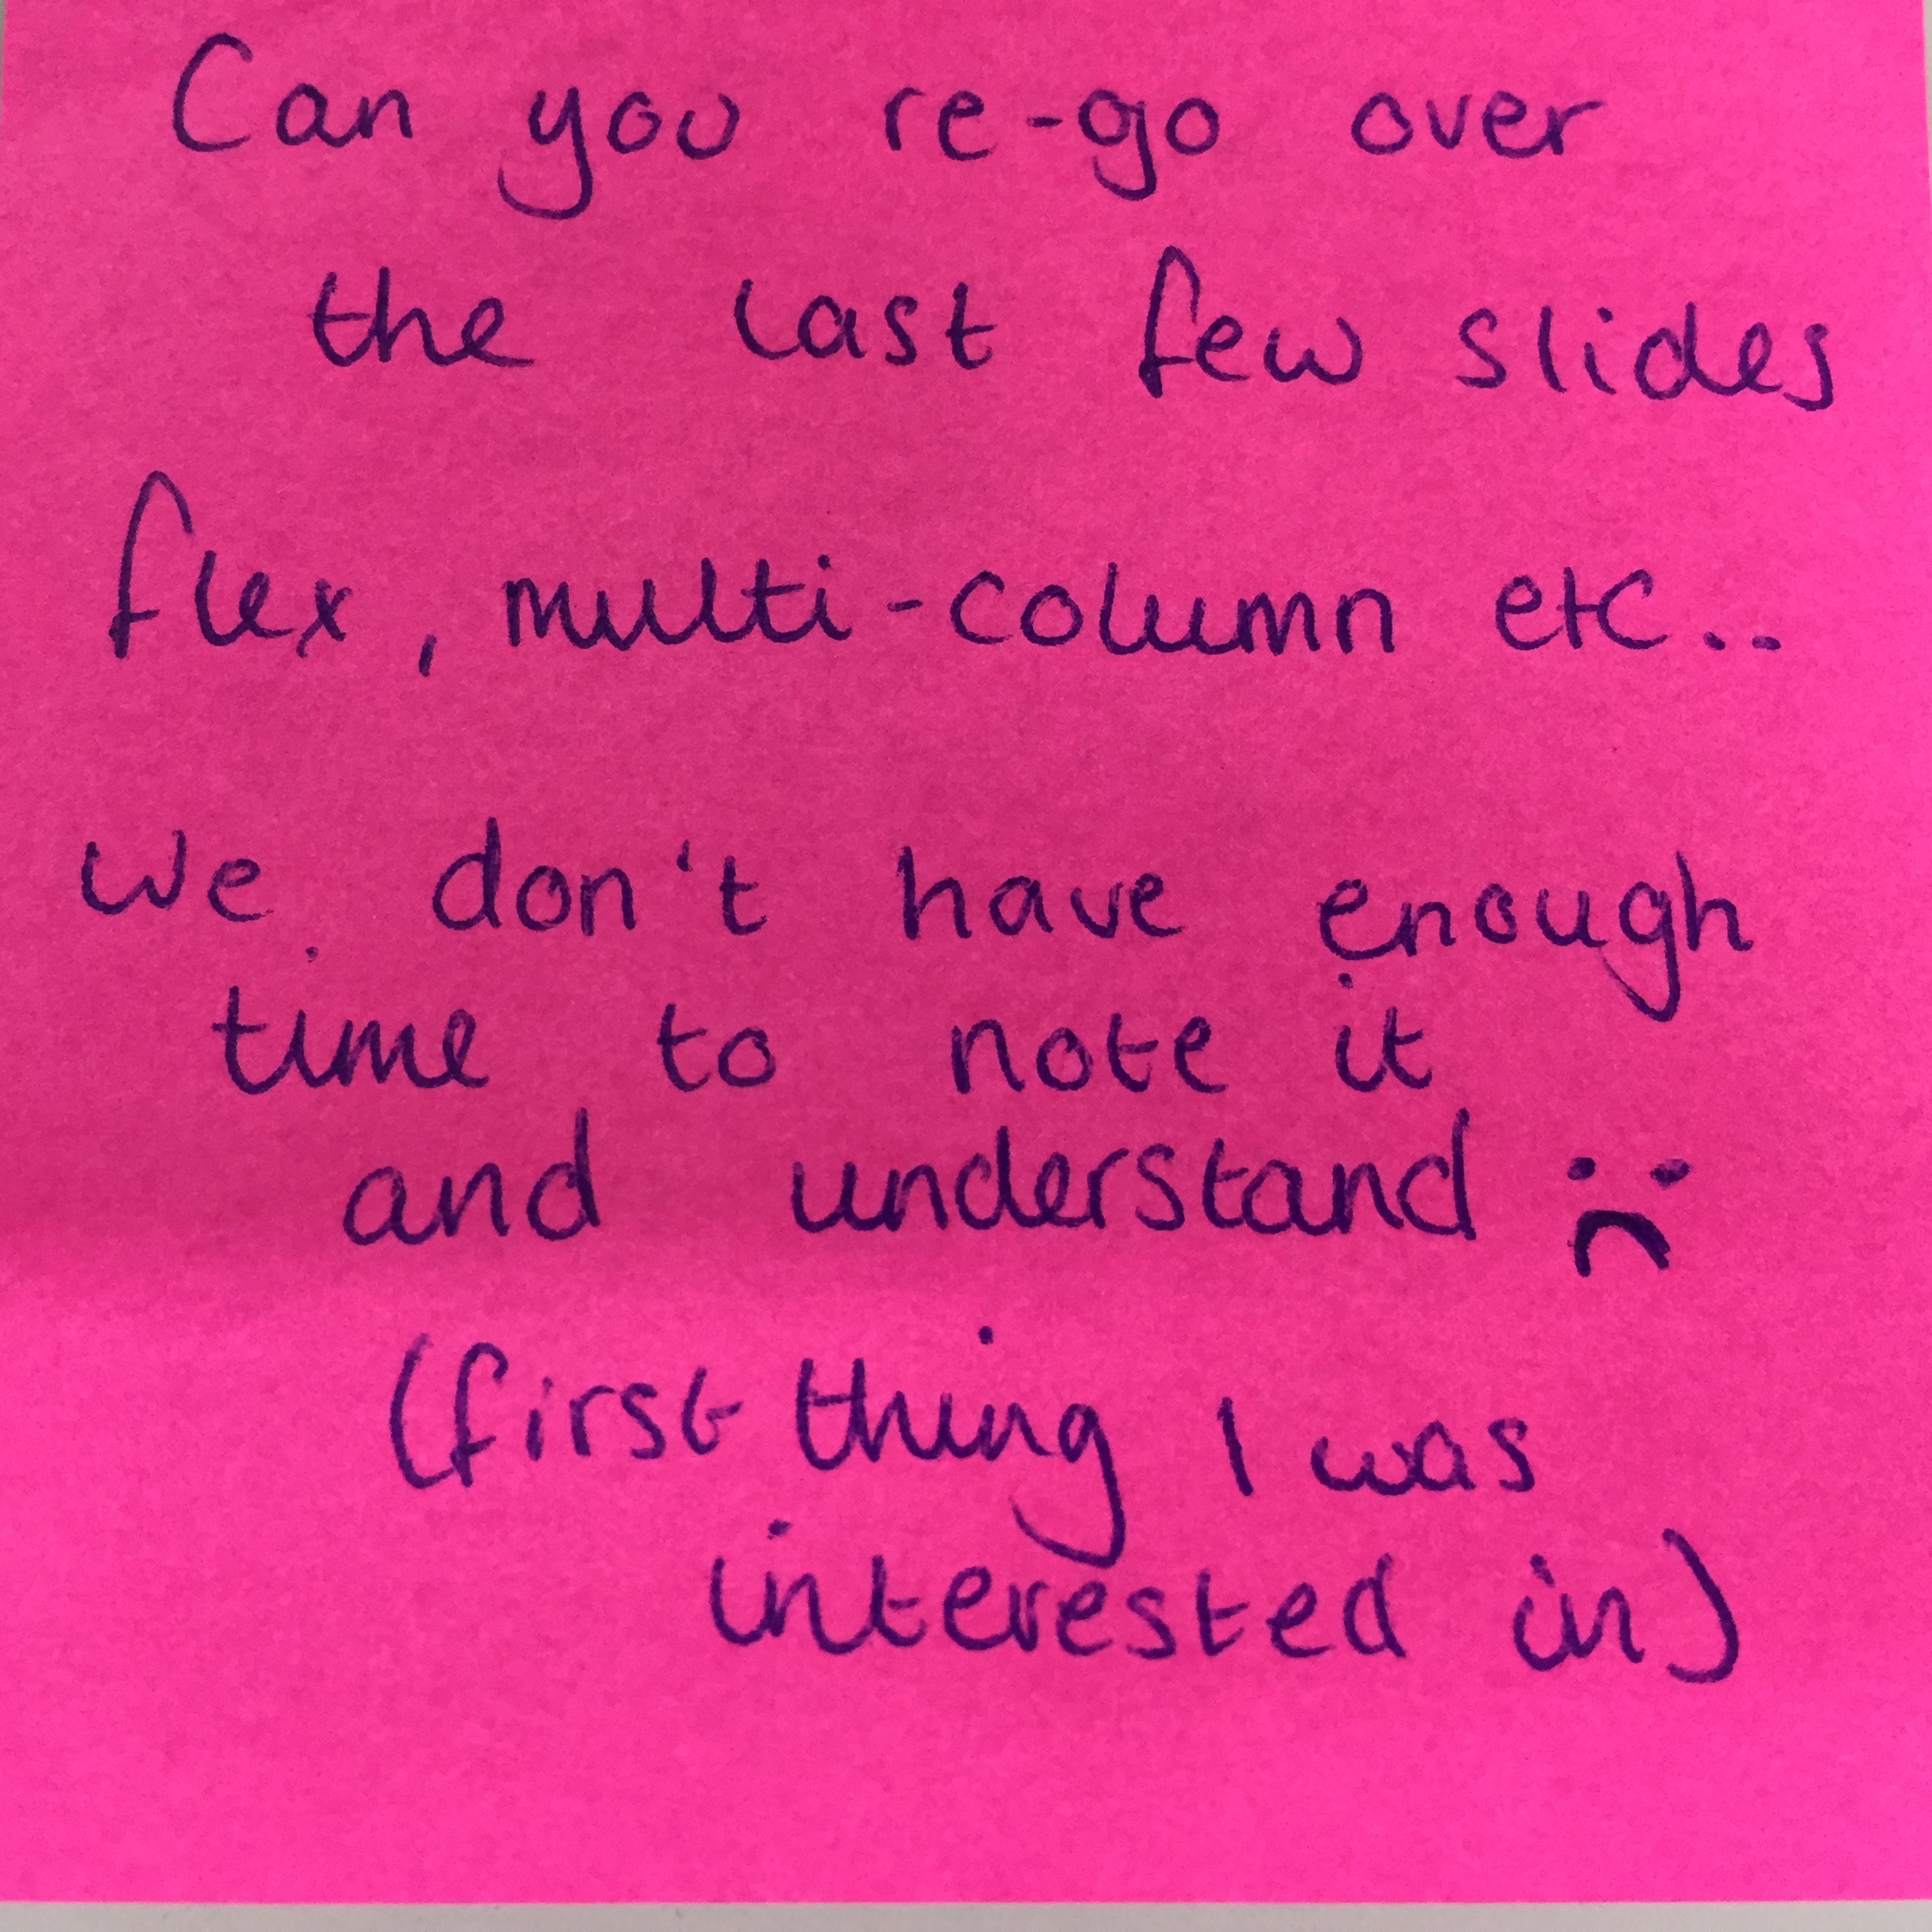 Can you re-go over
the last few slides
flex, multi-column etc..
We don't have enough
time to note it
and understand :(
(first thing I was
interested in)